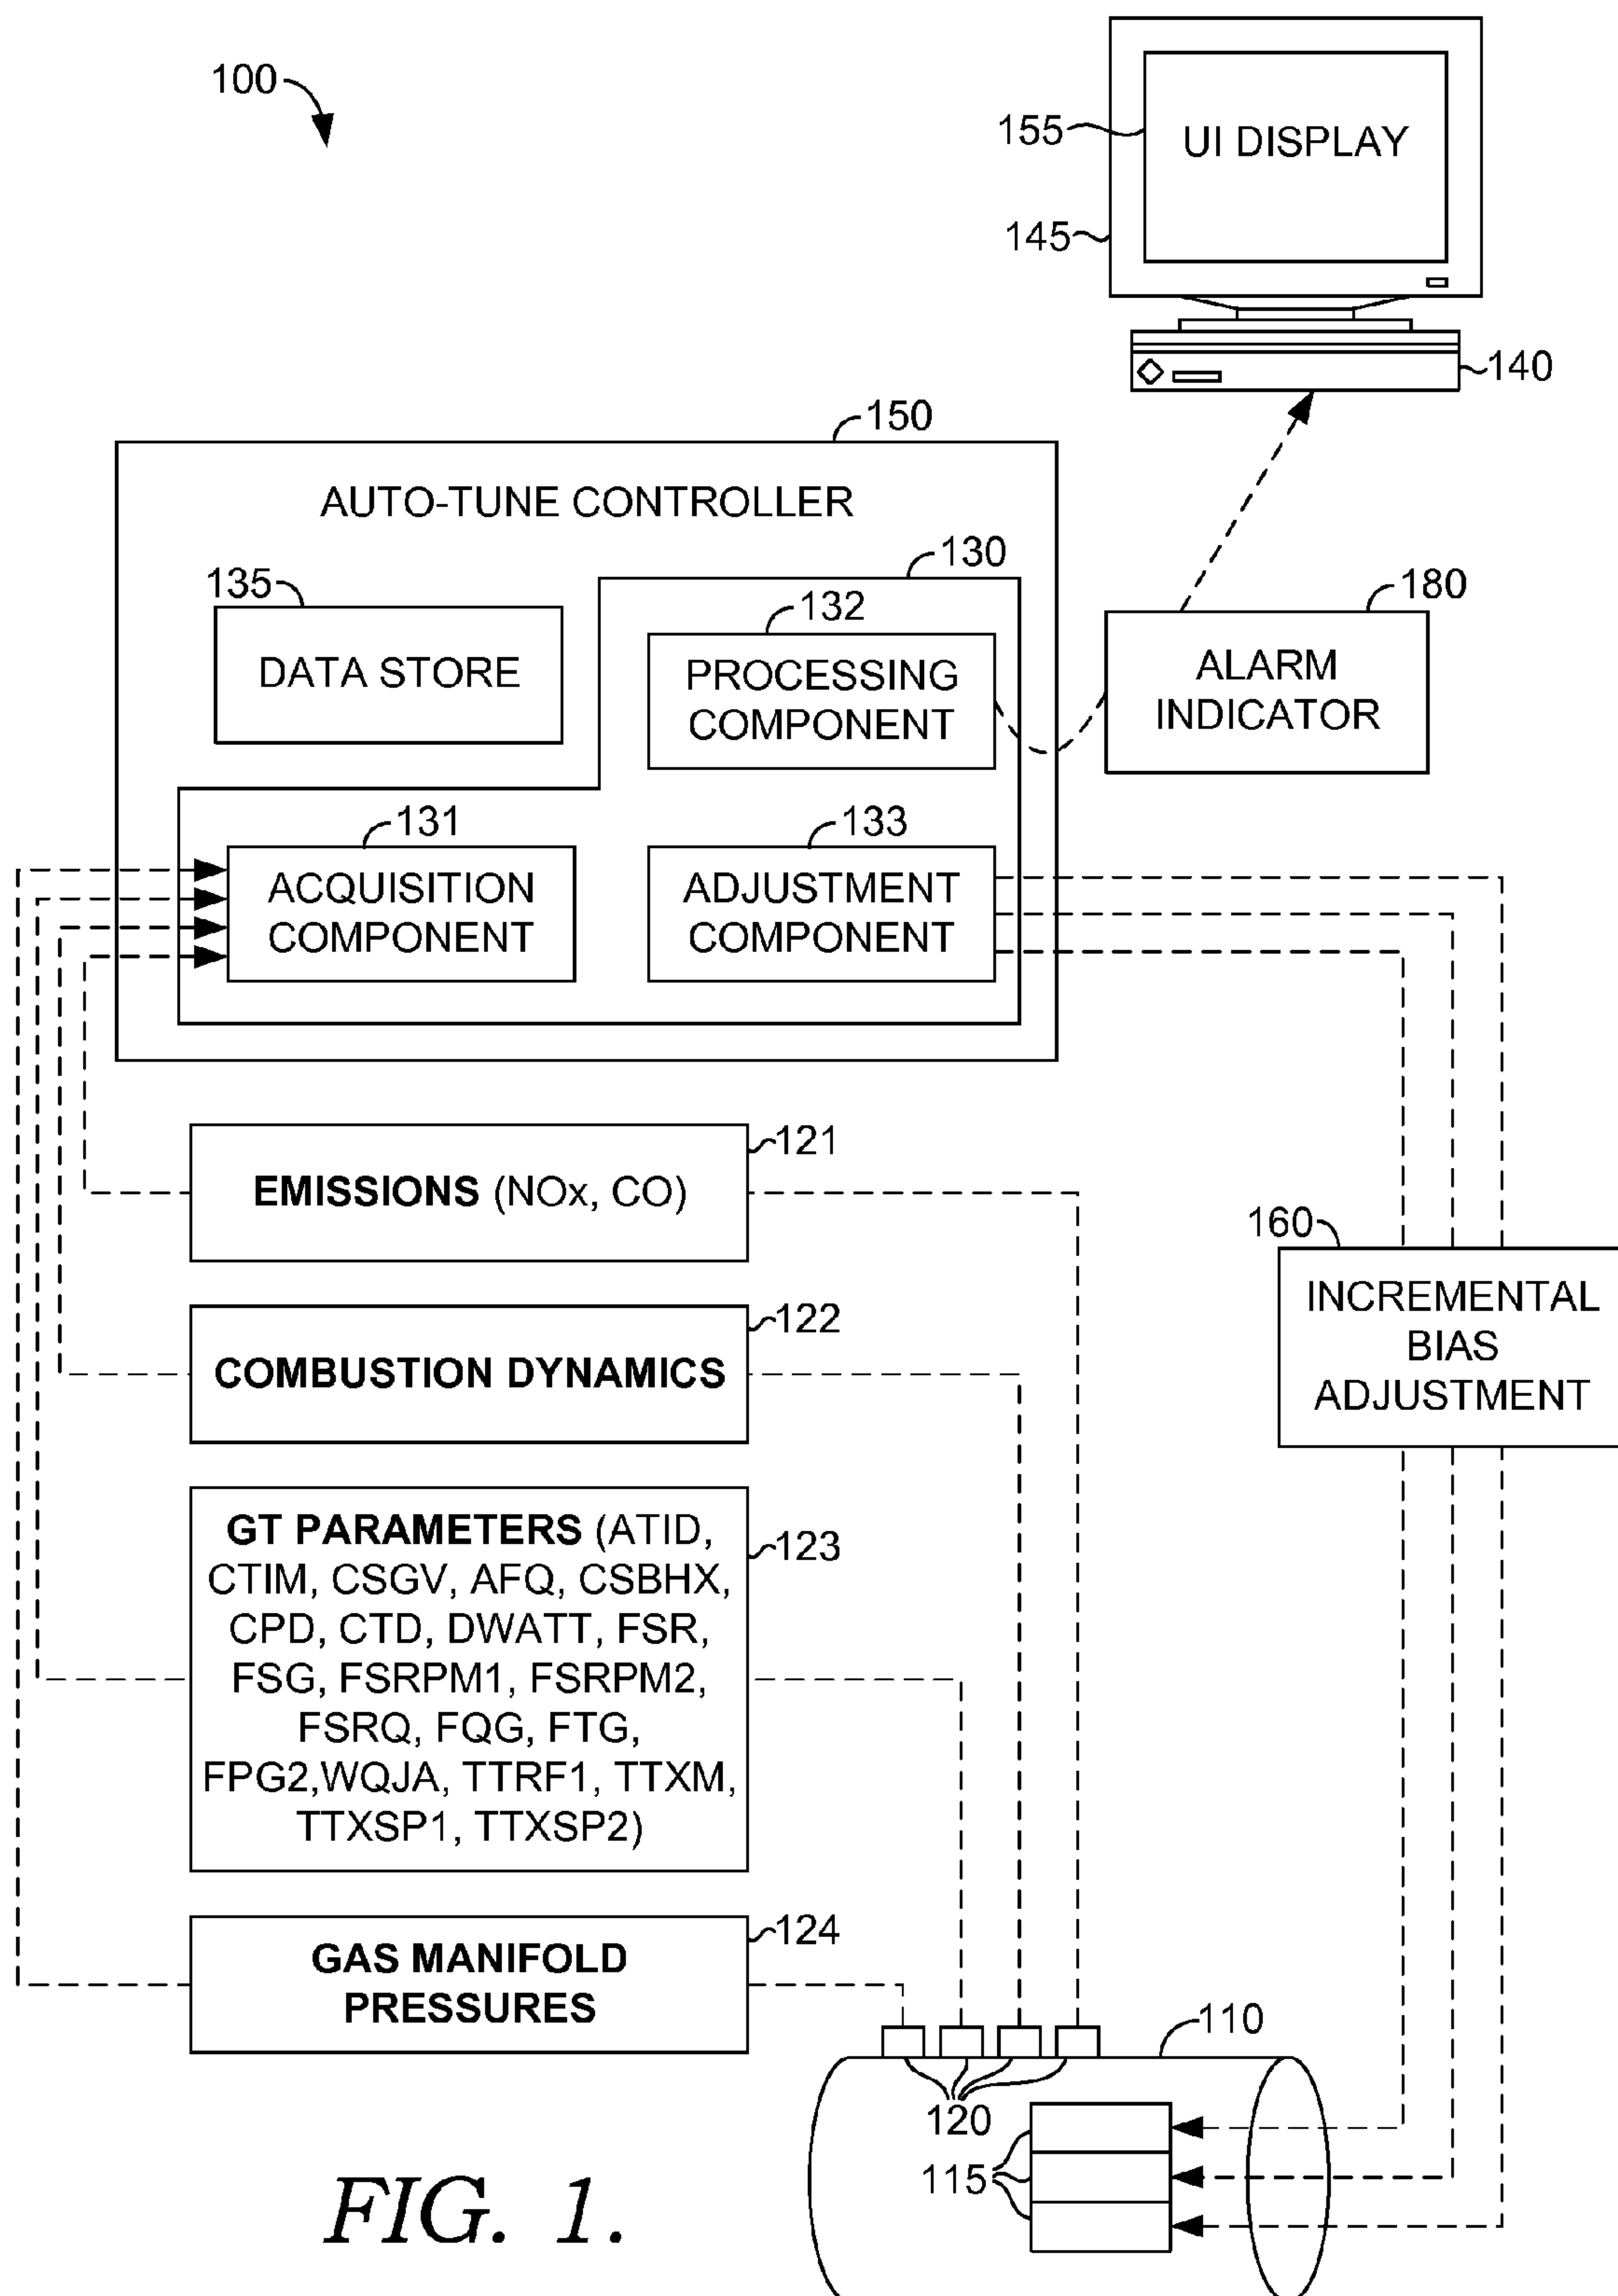 100
155
UI DISPLAY
145
140
150
AUTO-TUNE CONTROLLER
130
135
DATA STORE
132
PROCESSING
COMPONENT
180
ALARM
INDICATOR
131
ACQUISITION
COMPONENT
133
ADJUSTMENT
COMPONENT
121
EMISSIONS (NOx, CO)
160
INCREMENTAL
BIAS
ADJUSTMENT
122
COMBUSTION DYNAMICS
123
GT PARAMETERS (ATID,
CTIM, CSGV, AFQ, CSBHX,
CPD, CTD, DWATT, FSR,
FSG, FSRPM1, FSRPM2,
FSRQ, FQG, FTG,
FPG2,WQJA, TTRF1, TTXM,
TTXSP1, TTXSP2)
124
GAS MANIFOLD
PRESSURES
110
120
115
FIG. 1.